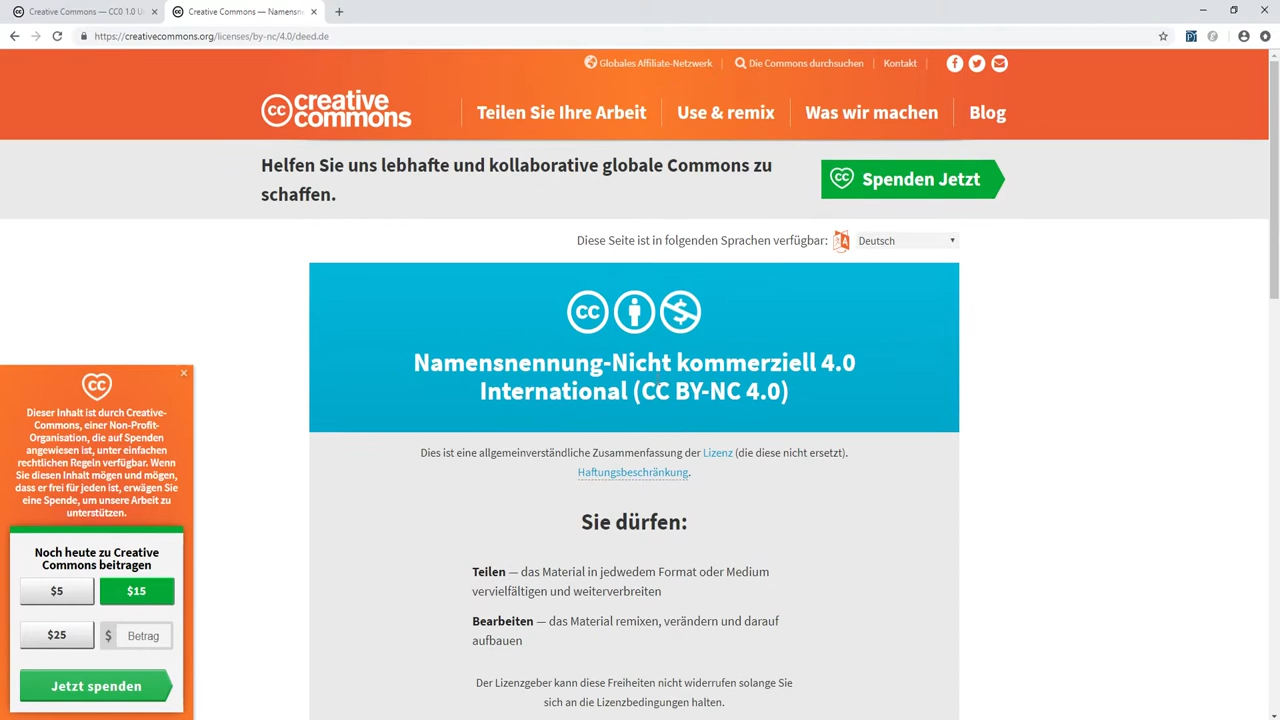 Creative Commons — CC0 1.0 U
Creative Commons — Namensn
https://creativecommons.org/licenses/by-nc/4.0/deed.de
Globales Affiliate-Netzwerk
Die Commons durchsuchen
Kontakt
cc creative commons
Teilen Sie Ihre Arbeit
Use & remix
Was wir machen
Blog
Helfen Sie uns lebhafte und kollaborative globale Commons zu
schaffen.
CC Spenden Jetzt
Diese Seite ist in folgenden Sprachen verfügbar:
Deutsch
CC
Namensnennung-Nicht kommerziell 4.0
International (CC BY-NC 4.0)
Dies ist eine allgemeinverständliche Zusammenfassung der Lizenz (die diese nicht ersetzt).
Haftungsbeschränkung.
Sie dürfen:
Teilen — das Material in jedwedem Format oder Medium
vervielfältigen und weiterverbreiten
Bearbeiten — das Material remixen, verändern und darauf
aufbauen
Der Lizenzgeber kann diese Freiheiten nicht widerrufen solange Sie
sich an die Lizenzbedingungen halten.
CC
Dieser Inhalt ist durch Creative-
Commons, einer Non-Profit-
Organisation, die auf Spenden
angewiesen ist, unter einfachen
rechtlichen Regeln verfügbar. Wenn
Sie diesen Inhalt mögen und mögen,
dass er frei für jeden ist, erwägen Sie
eine Spende, um unsere Arbeit zu
unterstützen.
Noch heute zu Creative
Commons beitragen
$5
$15
$25
$ Betrag
Jetzt spenden